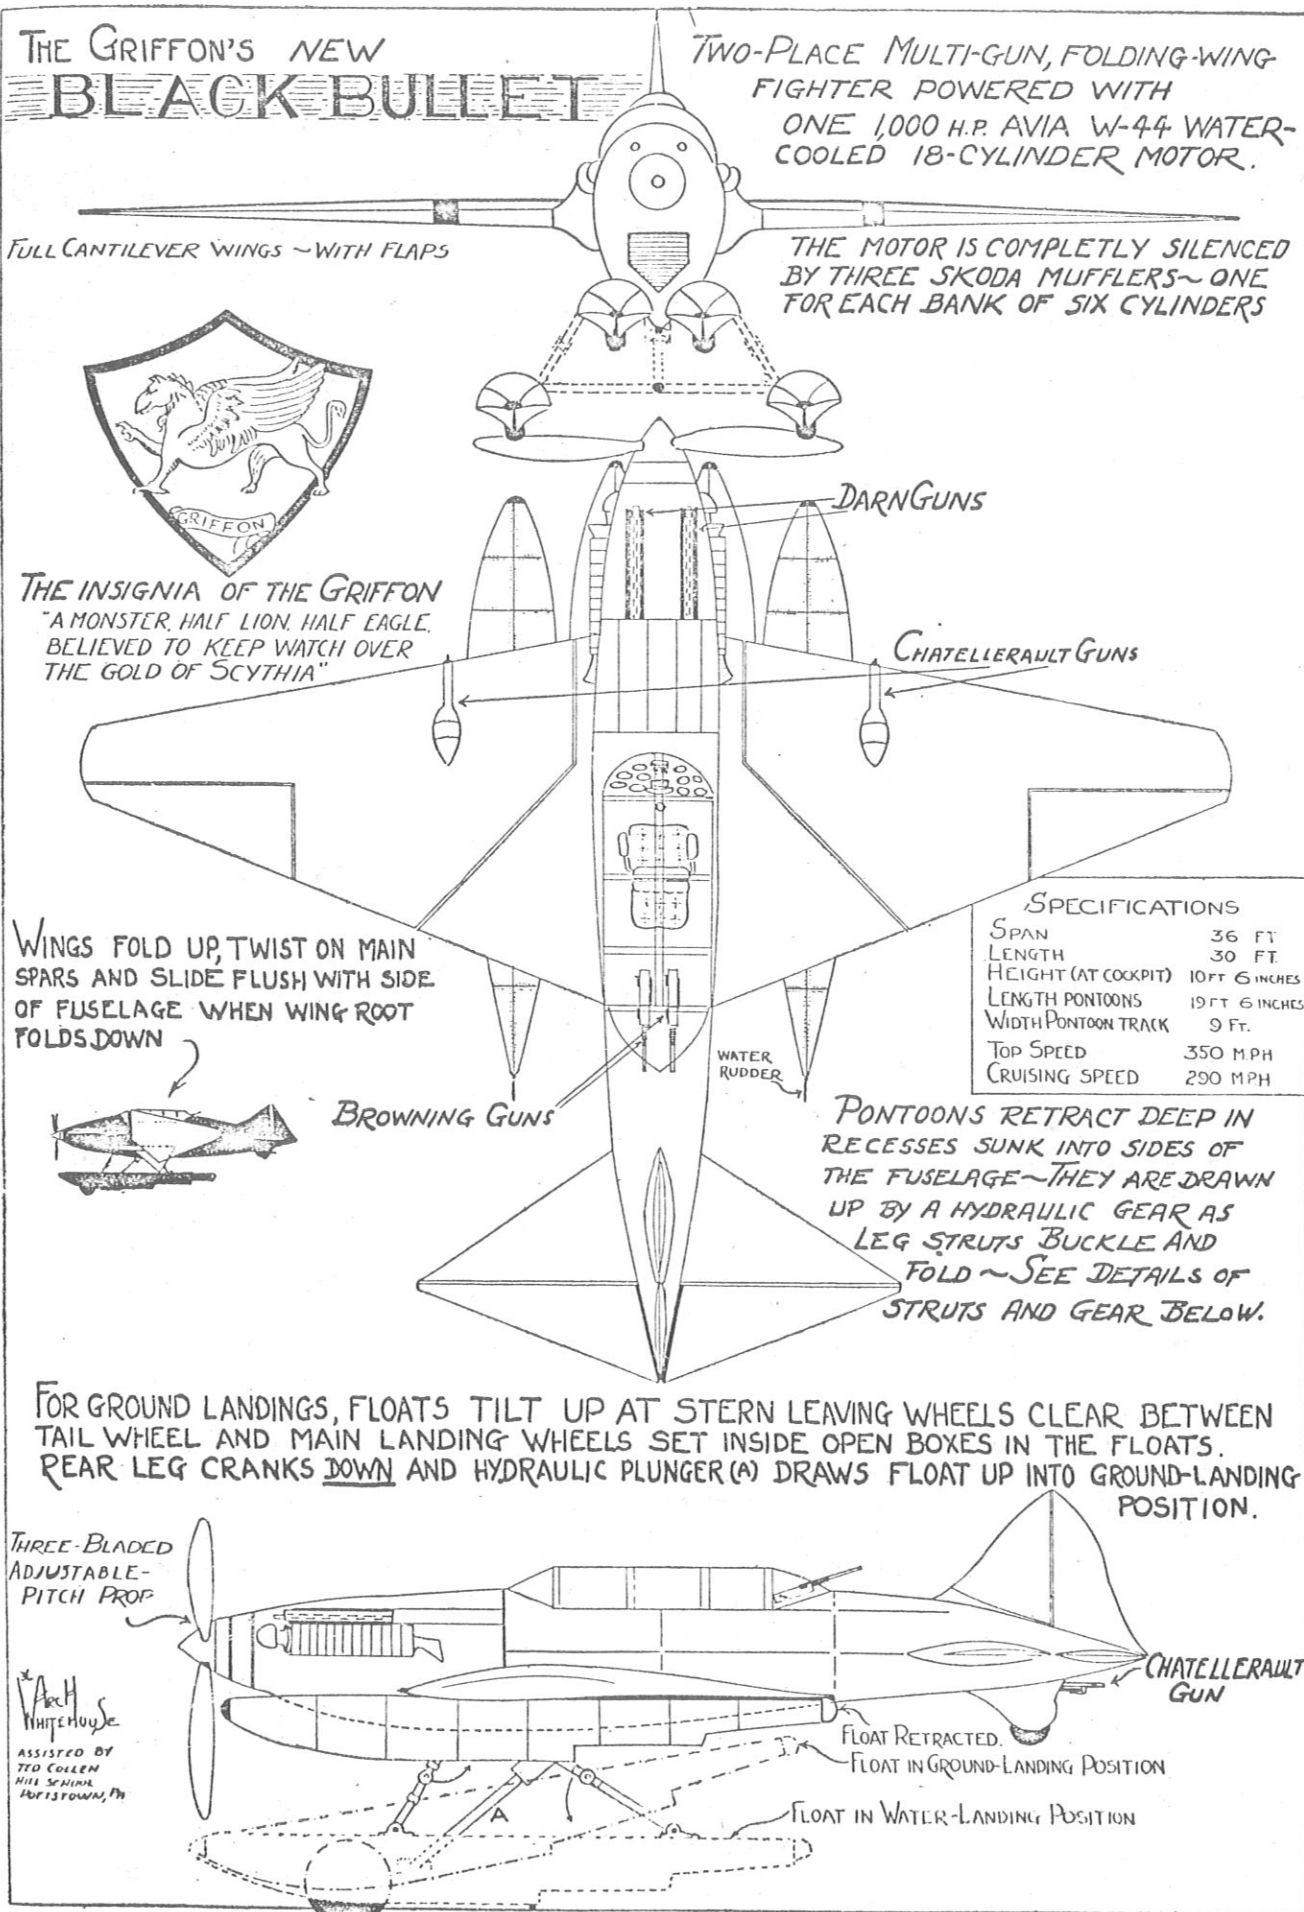 THE GRIFFON'S NEW
BLACK BULLET
TWO-PLACE MULTI-GUN, FOLDING-WING
FIGHTER POWERED WITH
ONE 1,000 H.P. AVIA W-44 WATER-
COOLED 18-CYLINDER MOTOR.
FULL CANTILEVER WINGS ~ WITH FLAPS
THE MOTOR IS COMPLETLY SILENCED
BY THREE SKODA MUFFLERS ~ ONE
FOR EACH BANK OF SIX CYLINDERS
GRIFFON
THE INSIGNIA OF THE GRIFFON
"A MONSTER, HALF LION, HALF EAGLE,
BELIEVED TO KEEP WATCH OVER
THE GOLD OF SCYTHIA"
DARN GUNS
CHATELLERAULT GUNS
WINGS FOLD UP, TWIST ON MAIN
SPARS AND SLIDE FLUSH WITH SIDE
OF FUSELAGE WHEN WING ROOT
FOLDS DOWN
SPECIFICATIONS
SPAN 36 FT
LENGTH 30 FT.
HEIGHT (AT COCKPIT) 10 FT 6 INCHES
LENGTH PONTOONS 19 FT 6 INCHES
WIDTH PONTOON TRACK 9 FT.
TOP SPEED 350 M.PH
CRUISING SPEED 290 MPH
WATER
RUDDER
BROWNING GUNS
PONTOONS RETRACT DEEP IN
RECESSES SUNK INTO SIDES OF
THE FUSELAGE ~ THEY ARE DRAWN
UP BY A HYDRAULIC GEAR AS
LEG STRUTS BUCKLE AND
FOLD ~ SEE DETAILS OF
STRUTS AND GEAR BELOW.
FOR GROUND LANDINGS, FLOATS TILT UP AT STERN LEAVING WHEELS CLEAR BETWEEN
TAIL WHEEL AND MAIN LANDING WHEELS SET INSIDE OPEN BOXES IN THE FLOATS.
REAR LEG CRANKS DOWN AND HYDRAULIC PLUNGER (A) DRAWS FLOAT UP INTO GROUND-LANDING
POSITION.
THREE-BLADED
ADJUSTABLE-
PITCH PROP
CHATELLERAULT
GUN
ARCH
WHITEHOUSE
ASSISTED BY
TED COLLEN
HILL SCHOOL
POTTSTOWN, PA
FLOAT RETRACTED.
FLOAT IN GROUND-LANDING POSITION
A
FLOAT IN WATER-LANDING POSITION